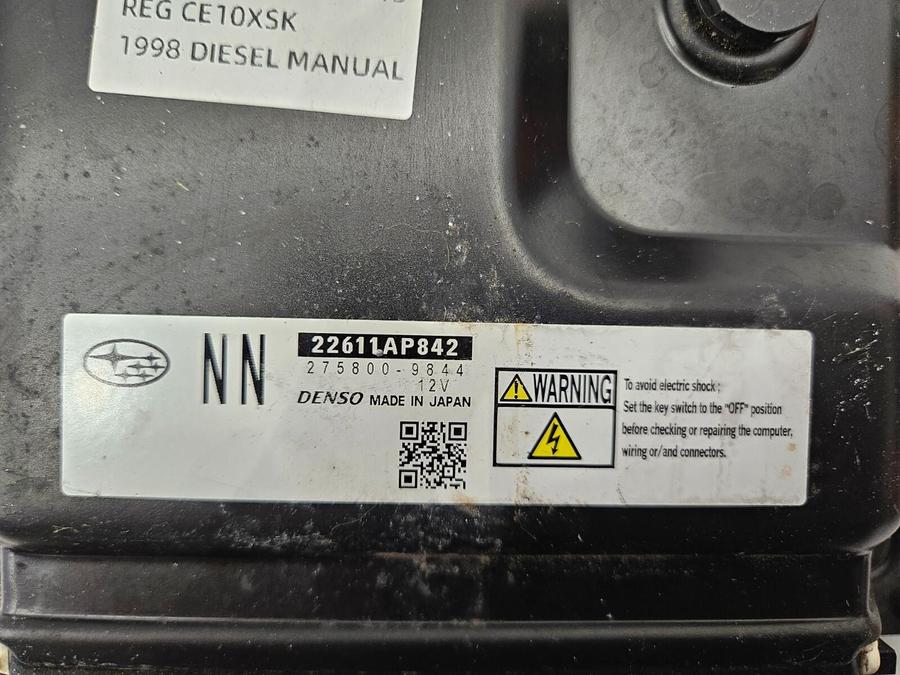 REG CE10XSK
1998 DIESEL MANUAL
NN
22611AP842
275800-9844
12V
DENSO MADE IN JAPAN
WARNING
To avoid electric shock :
Set the key switch to the "OFF" position
before checking or repairing the computer,
wiring or/and connectors.